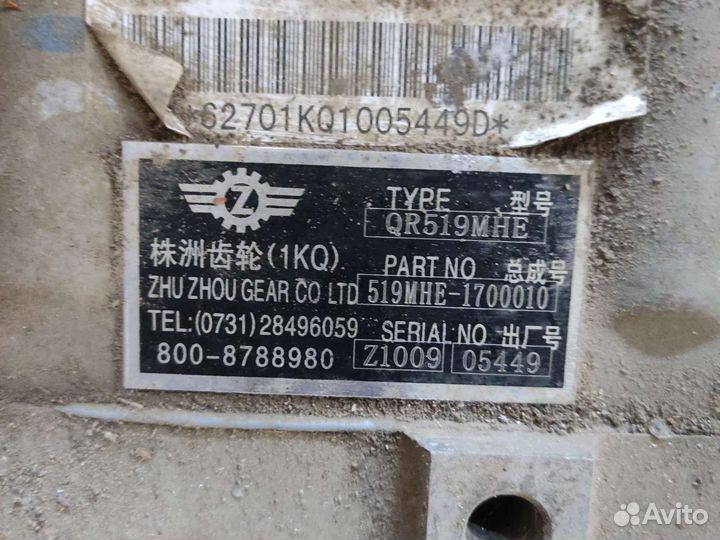 *62701KQ1005449D*
Z
TYPE 型号
QR519MHE
株洲齿轮(1KQ)
PART NO 总成号
ZHU ZHOU GEAR CO LTD 519MHE-1700010
TEL:(0731)28496059 SERIAL NO 出厂号
800-8788980 Z1009 05449
Avito